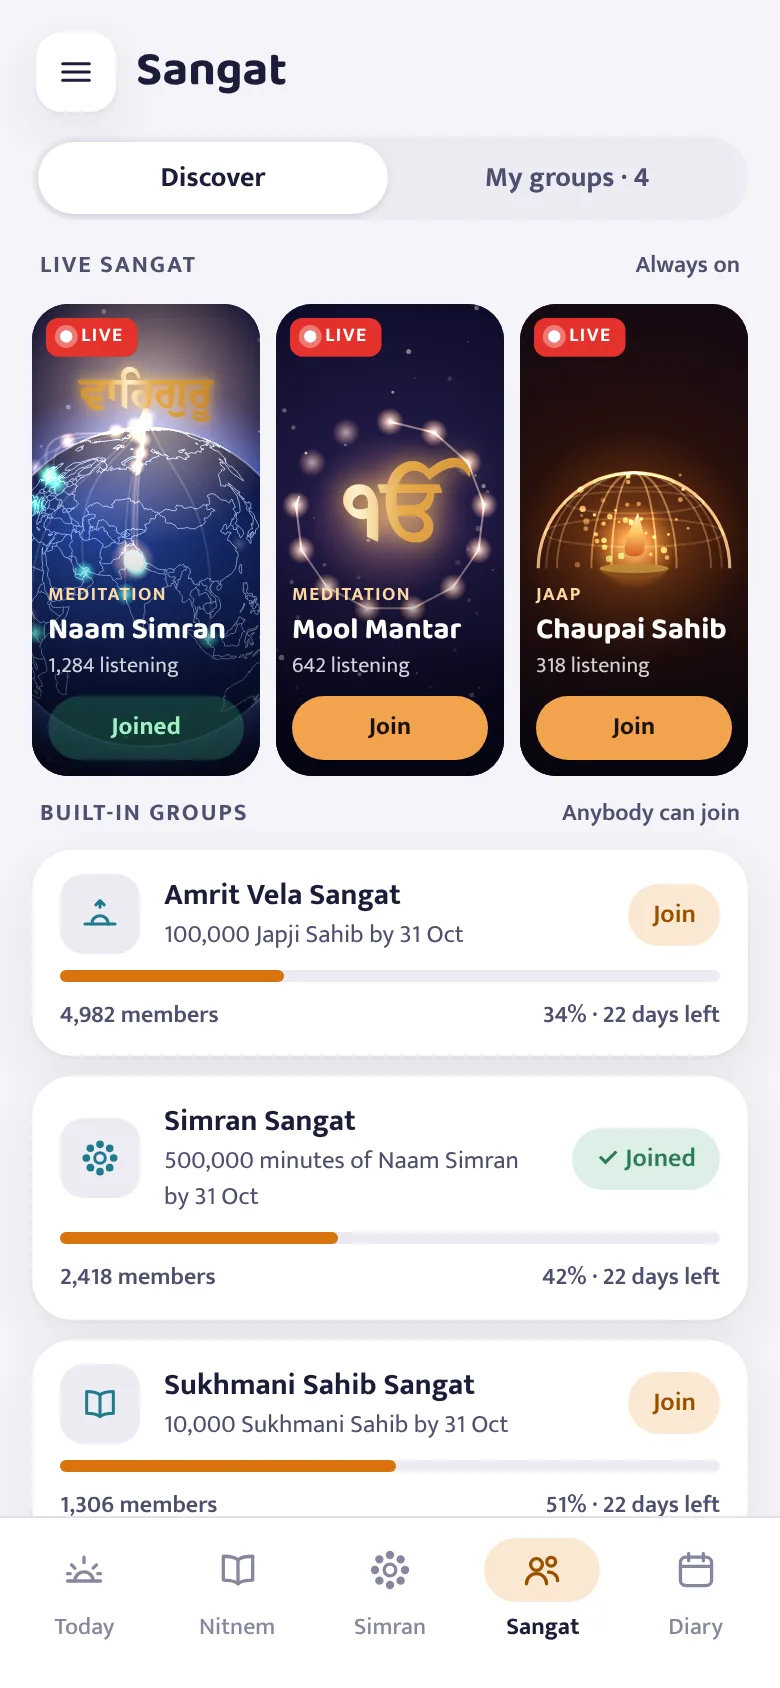 Sangat
Discover
My groups · 4
LIVE SANGAT
Always on
LIVE
LIVE
LIVE
ਵਾਹਿਗੁਰੂ
ੴ
MEDITATION
Naam Simran
1,284 listening
Joined
MEDITATION
Mool Mantar
642 listening
Join
JAAP
Chaupai Sahib
318 listening
Join
BUILT-IN GROUPS
Anybody can join
Amrit Vela Sangat
100,000 Japji Sahib by 31 Oct
Join
4,982 members
34% · 22 days left
Simran Sangat
500,000 minutes of Naam Simran
by 31 Oct
Joined
2,418 members
42% · 22 days left
Sukhmani Sahib Sangat
10,000 Sukhmani Sahib by 31 Oct
Join
1,306 members
51% · 22 days left
Today
Nitnem
Simran
Sangat
Diary